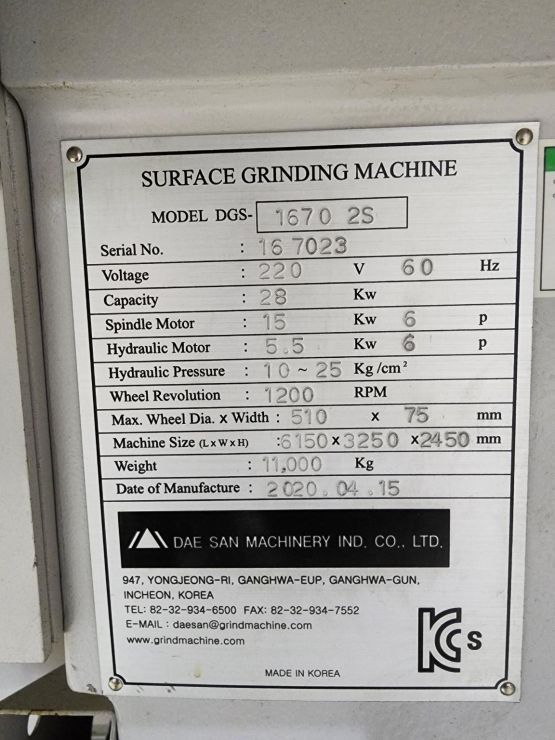 SURFACE GRINDING MACHINE
MODEL DGS- 1670 2S
Serial No. : 16 7023
Voltage : 220 V 60 Hz
Capacity : 28 Kw
Spindle Motor : 15 Kw 6 p
Hydraulic Motor : 5.5 Kw 6 p
Hydraulic Pressure : 10 ~ 25 Kg/cm²
Wheel Revolution : 1200 RPM
Max. Wheel Dia. x Width : 510 x 75 mm
Machine Size (L x W x H) : 6150 x 3250 x 2450 mm
Weight : 11,000 Kg
Date of Manufacture : 2020.04.15
DAE SAN MACHINERY IND. CO., LTD.
947, YONGJEONG-RI, GANGHWA-EUP, GANGHWA-GUN,
INCHEON, KOREA
TEL: 82-32-934-6500 FAX: 82-32-934-7552
E-MAIL : daesan@grindmachine.com
www.grindmachine.com
KCs
MADE IN KOREA